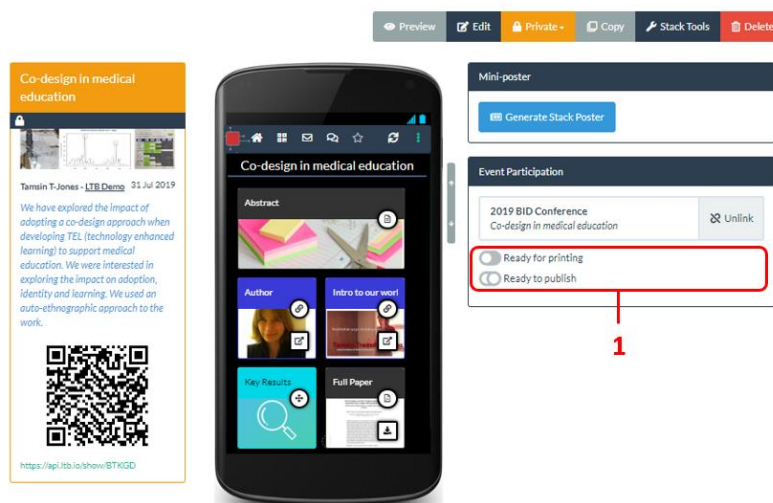 Preview
Edit
Private
Copy
Stack Tools
Delete
Co-design in medical
education
Tamsin T-Jones - LTB Demo 31 Jul 2019
We have explored the impact of
adopting a co-design approach when
developing TEL (technology enhanced
learning) to support medical
education. We were interested in
exploring the impact on adoption,
identity and learning. We used an
auto-ethnographic approach to the
work.
https://api.ltb.io/show/BTKIGD
Co-design in medical education
Abstract
Author
Intro to our worl
Key Results
Full Paper
Mini-poster
Generate Stack Poster
Event Participation
2019 BID Conference
Co-design in medical education
Unlink
Ready for printing
Ready to publish
1